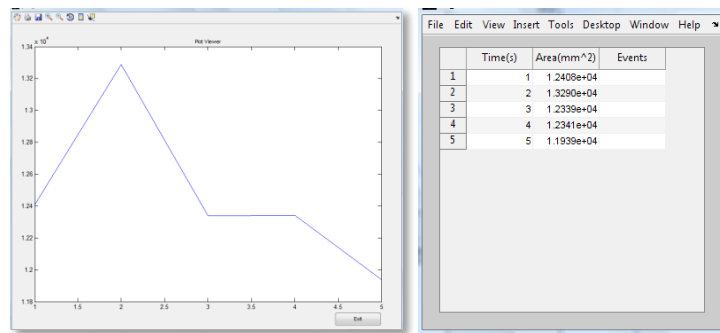 Plot Viewer
x 10^4
1.34
1.32
1.3
1.28
1.26
1.24
1.22
1.2
1.18
1 1.5 2 2.5 3 3.5 4 4.5 5
Exit
File Edit View Insert Tools Desktop Window Help
Time(s) Area(mm^2) Events
1 1 1.2408e+04
2 2 1.3290e+04
3 3 1.2339e+04
4 4 1.2341e+04
5 5 1.1939e+04